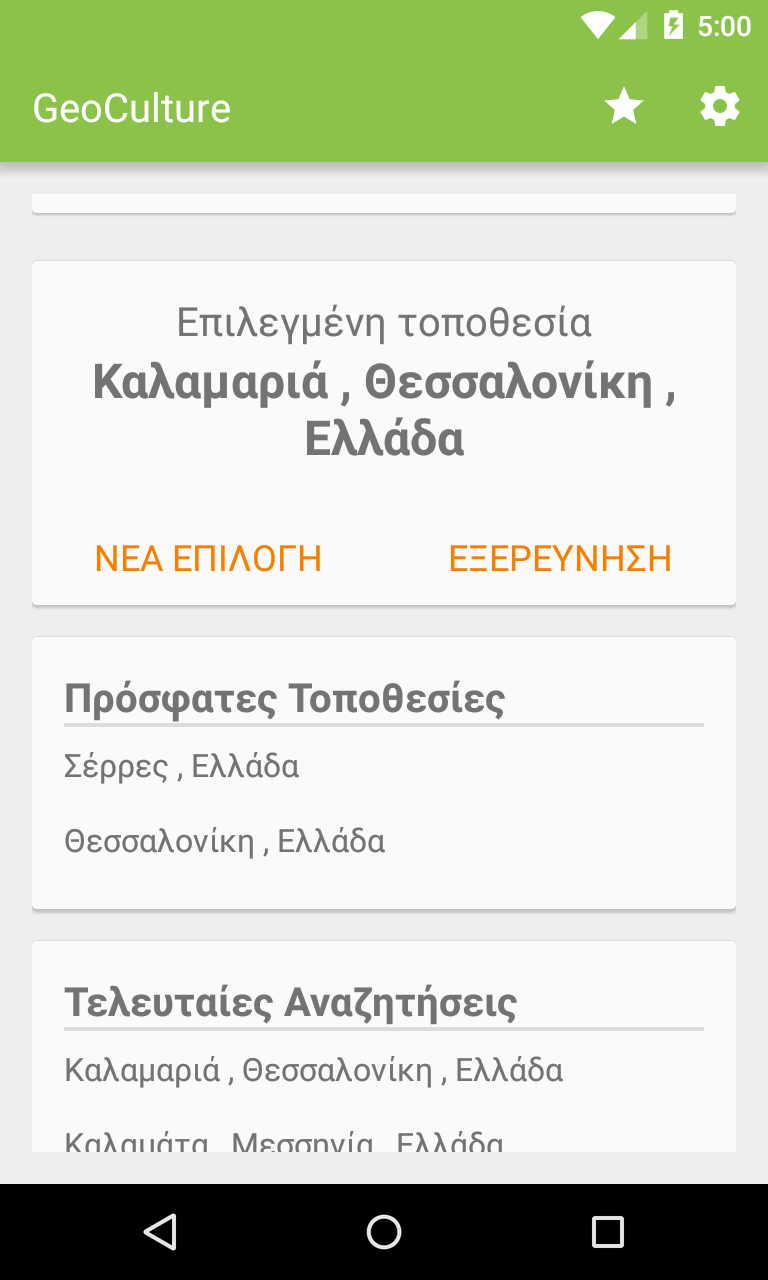 5:00
GeoCulture
Επιλεγμένη τοποθεσία
Καλαμαριά , Θεσσαλονίκη ,
Ελλάδα
ΝΕΑ ΕΠΙΛΟΓΗ
ΕΞΕΡΕΥΝΗΣΗ
Πρόσφατες Τοποθεσίες
Σέρρες , Ελλάδα
Θεσσαλονίκη , Ελλάδα
Τελευταίες Αναζητήσεις
Καλαμαριά , Θεσσαλονίκη , Ελλάδα
Καλαμάτα , Μεσσηνία , Ελλάδα